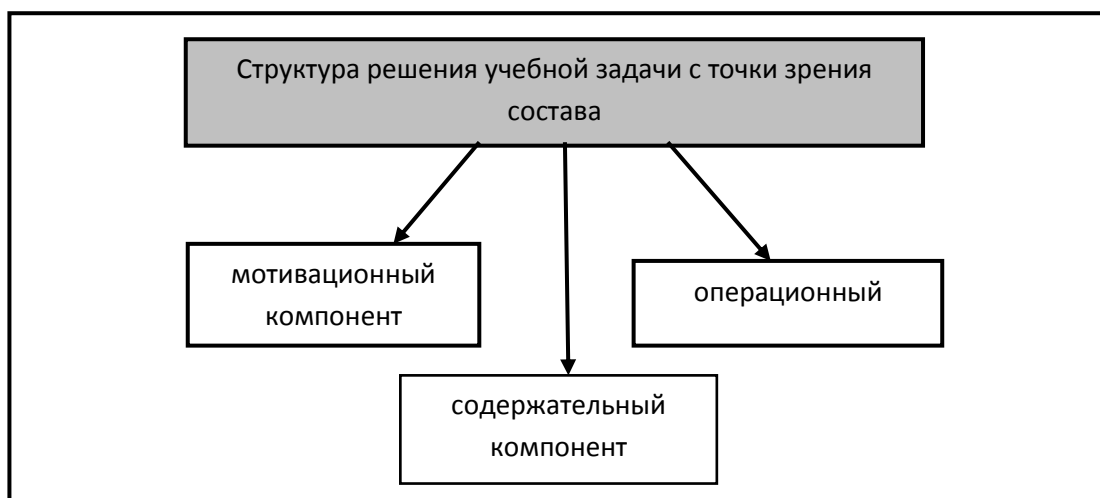 Структура решения учебной задачи с точки зрения
состава
мотивационный
компонент
операционный
содержательный
компонент